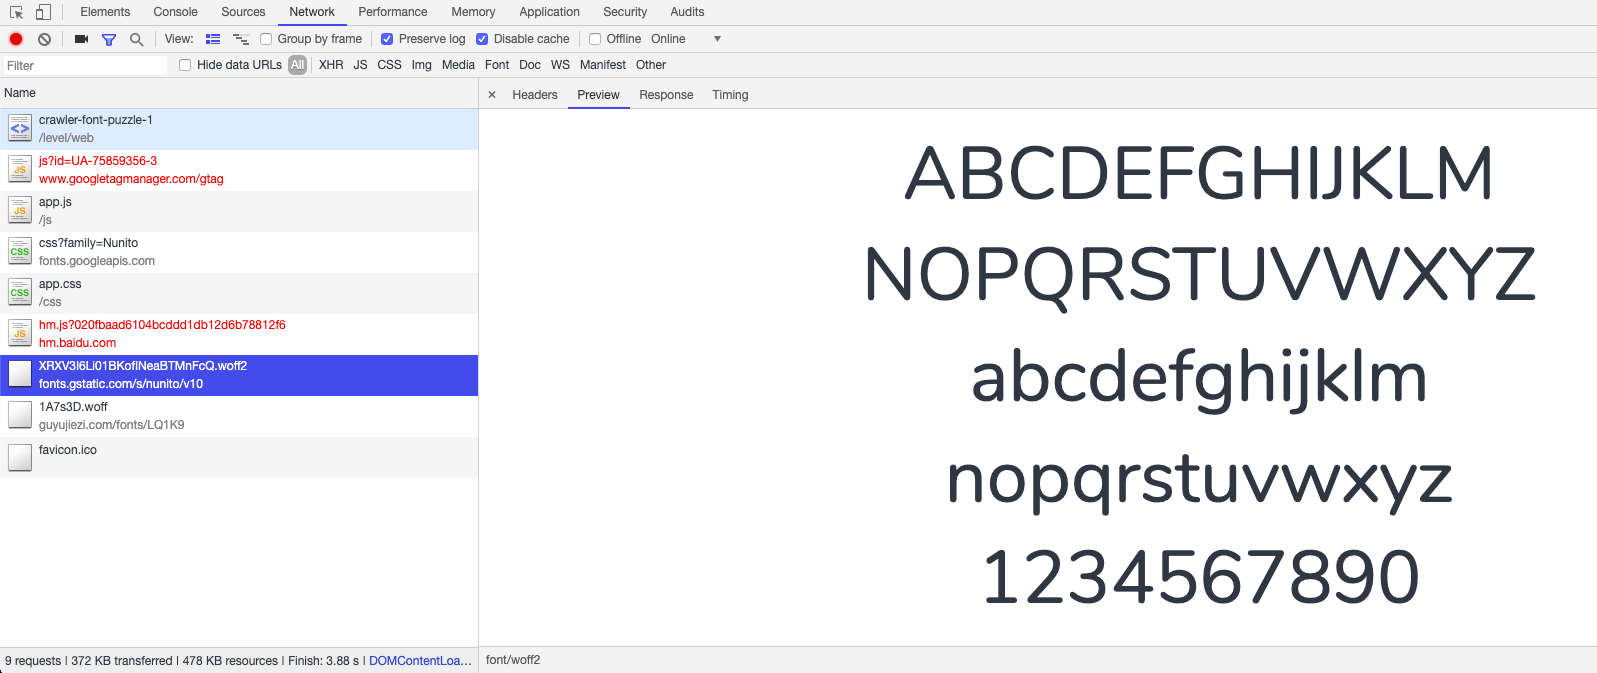 Elements Console Sources Network Performance Memory Application Security Audits
View: Group by frame Preserve log Disable cache Offline Online
Filter Hide data URLs All XHR JS CSS Img Media Font Doc WS Manifest Other
Name
× Headers Preview Response Timing
crawler-font-puzzle-1
/level/web
js?id=UA-75859356-3
www.googletagmanager.com/gtag
app.js
/js
css?family=Nunito
fonts.googleapis.com
app.css
/css
hm.js?020fbaad6104bcddd1db12d6b78812f6
hm.baidu.com
XRXV3I6Li01BKofINeaBTMnFcQ.woff2
fonts.gstatic.com/s/nunito/v10
1A7s3D.woff
guyujiezi.com/fonts/LQ1K9
favicon.ico
ABCDEFGHIJKLM
NOPQRSTUVWXYZ
abcdefghijklm
nopqrstuvwxyz
1234567890
9 requests | 372 KB transferred | 478 KB resources | Finish: 3.88 s | DOMContentLoa…
font/woff2